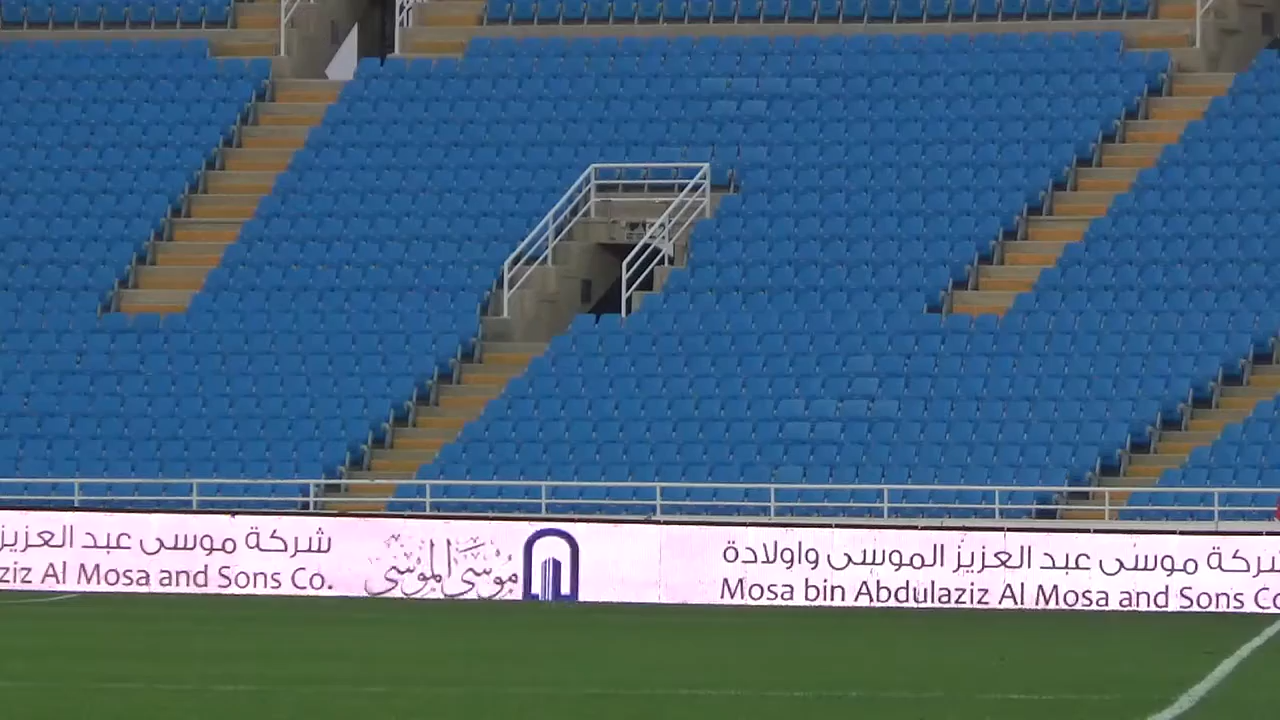 شركة موسى عبد العزيز
ziz Al Mosa and Sons Co.
موسى الموسى
شركة موسى عبد العزيز الموسى واولادة
Mosa bin Abdulaziz Al Mosa and Sons Co